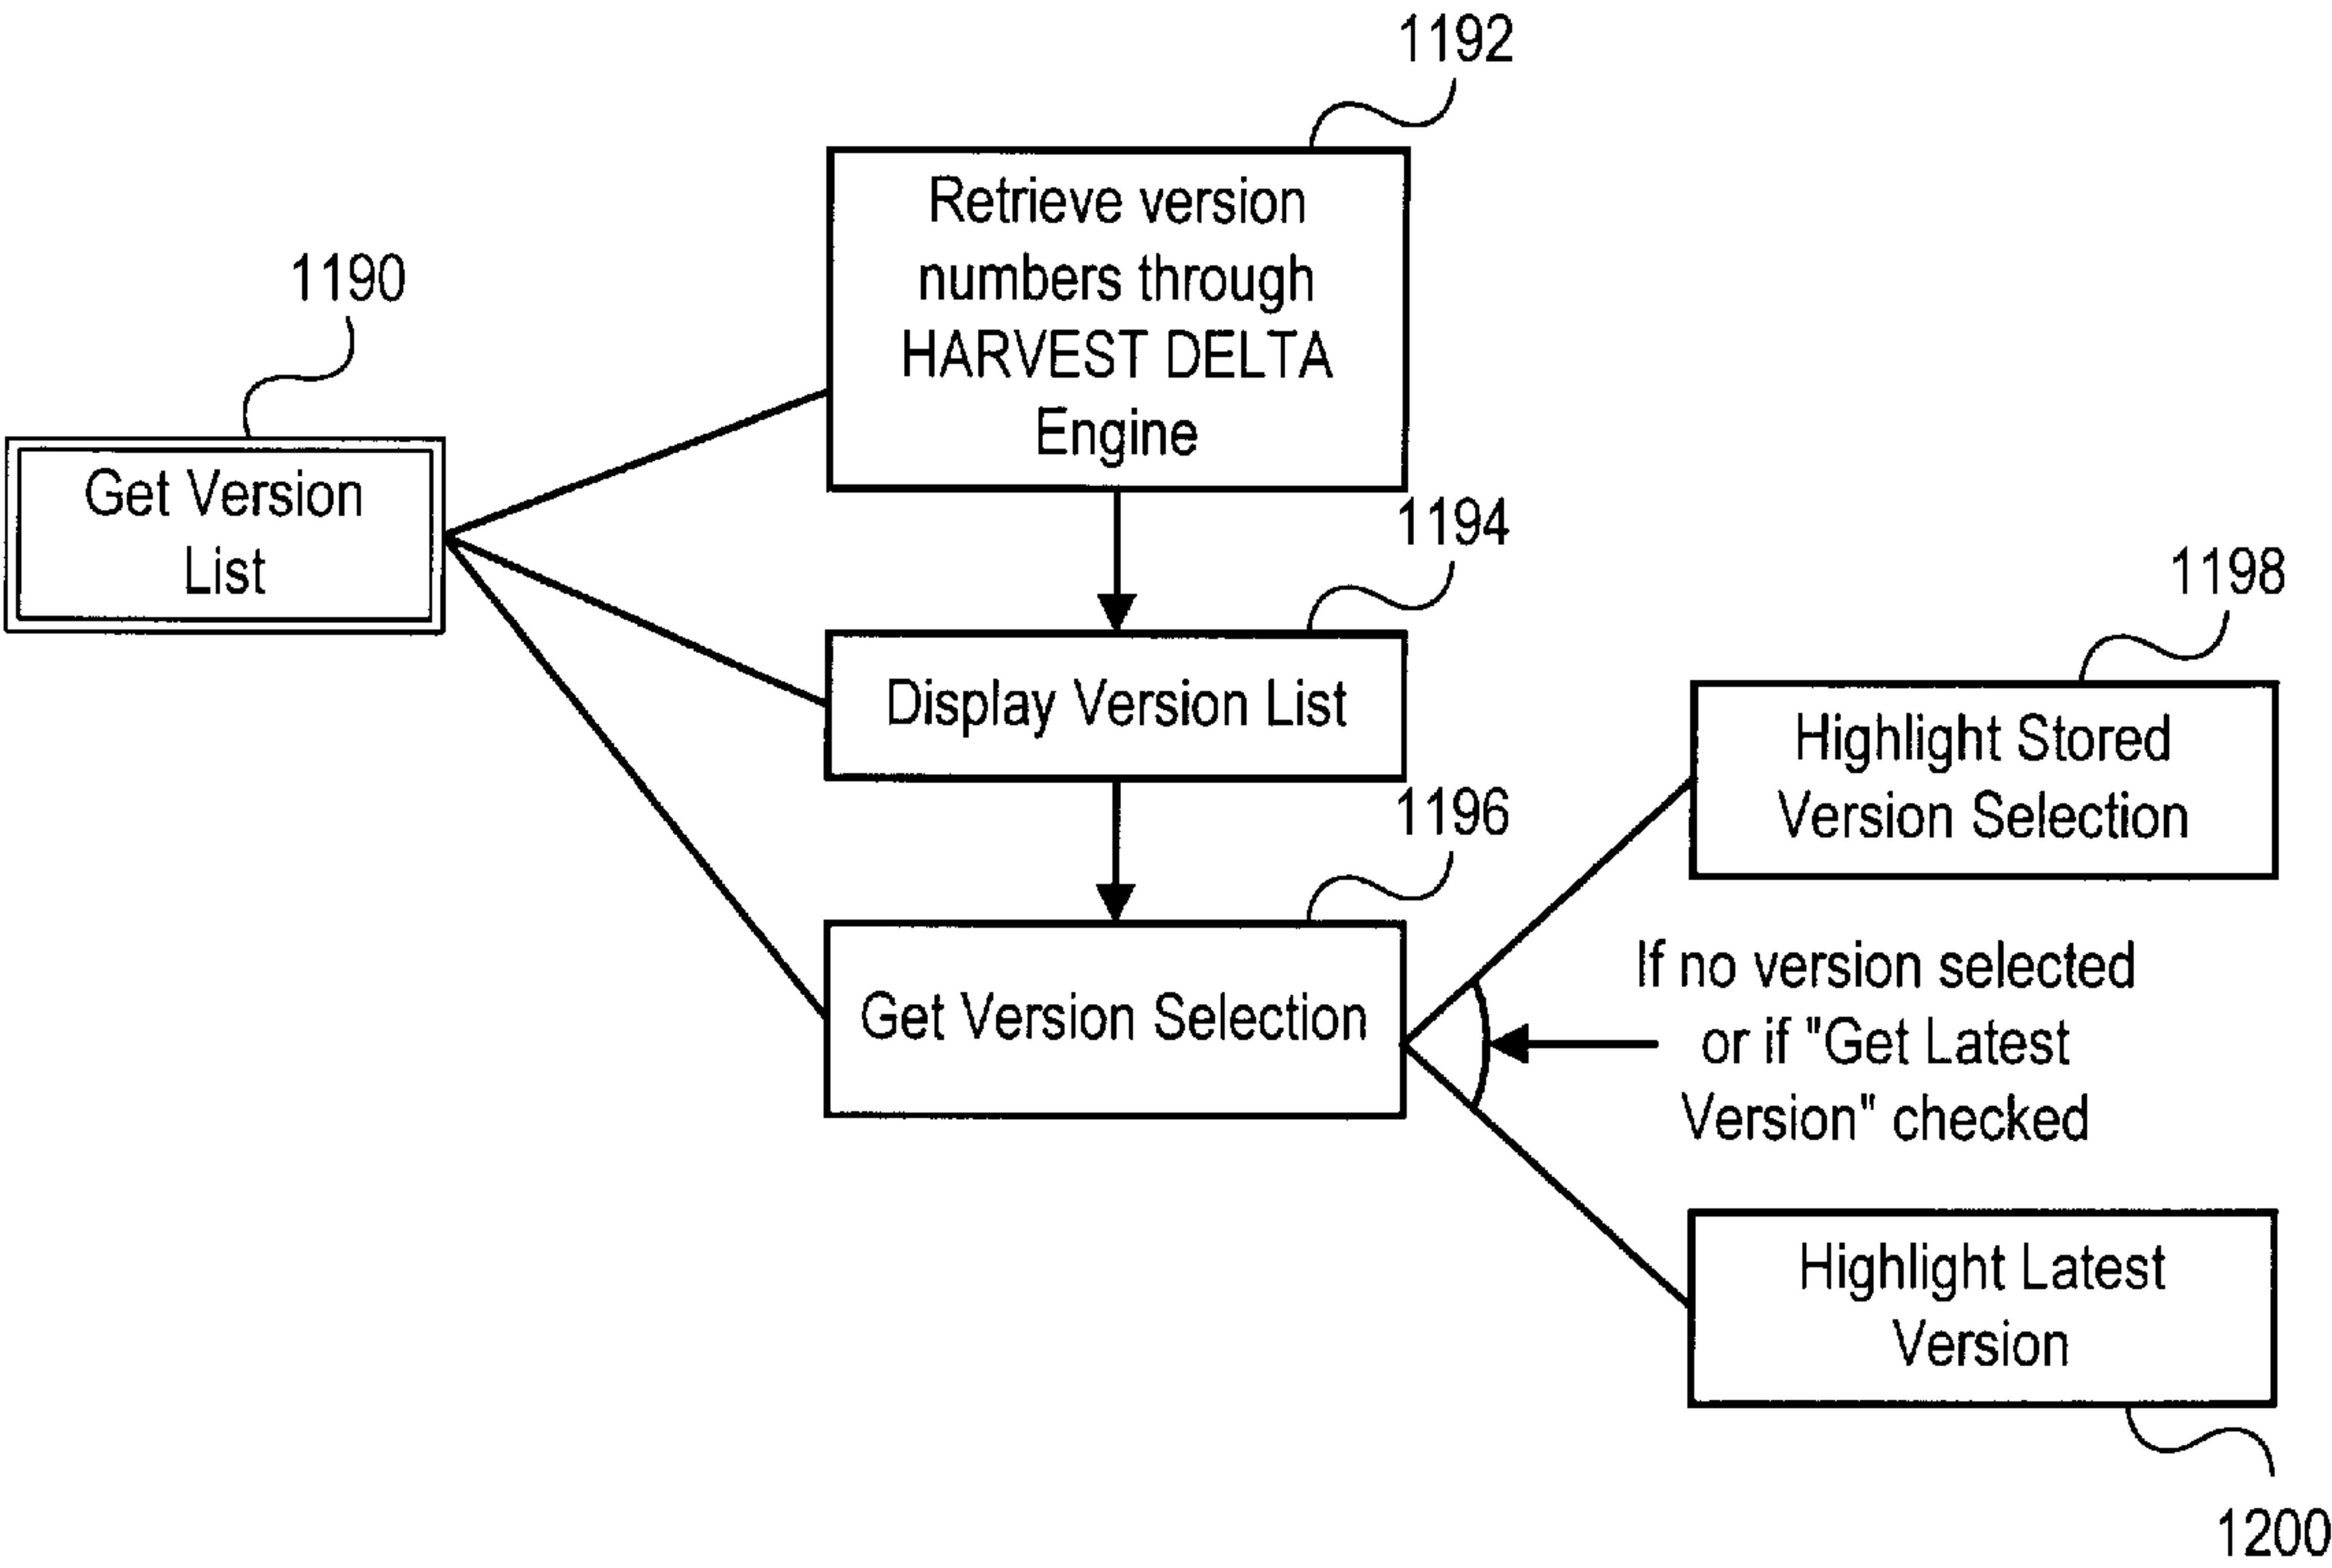 1192
Retrieve version
numbers through
HARVEST DELTA
Engine
1190
Get Version
List
1194
Display Version List
1198
Highlight Stored
Version Selection
1196
Get Version Selection
If no version selected
or if "Get Latest
Version" checked
Highlight Latest
Version
1200